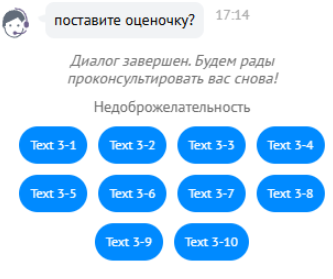 поставите оценочку? 17:14
Диалог завершен. Будем рады
проконсультировать вас снова!
Недоброжелательность
Text 3-1 Text 3-2 Text 3-3 Text 3-4
Text 3-5 Text 3-6 Text 3-7 Text 3-8
Text 3-9 Text 3-10